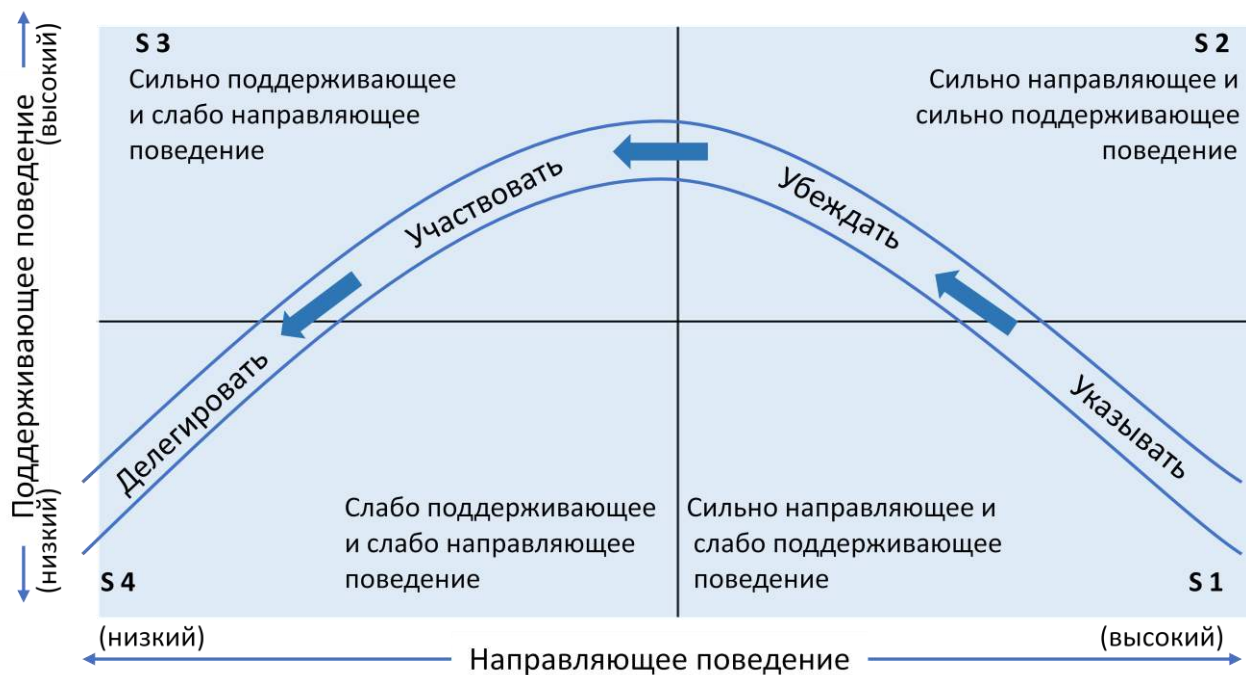 Поддерживающее поведение
(высокий)
(низкий)
S 3
Сильно поддерживающее
и слабо направляющее
поведение
S 2
Сильно направляющее и
сильно поддерживающее
поведение
Участвовать
Убеждать
Делегировать
Указывать
Слабо поддерживающее
и слабо направляющее
поведение
S 4
Сильно направляющее и
слабо поддерживающее
поведение
S 1
(низкий)
(высокий)
Направляющее поведение